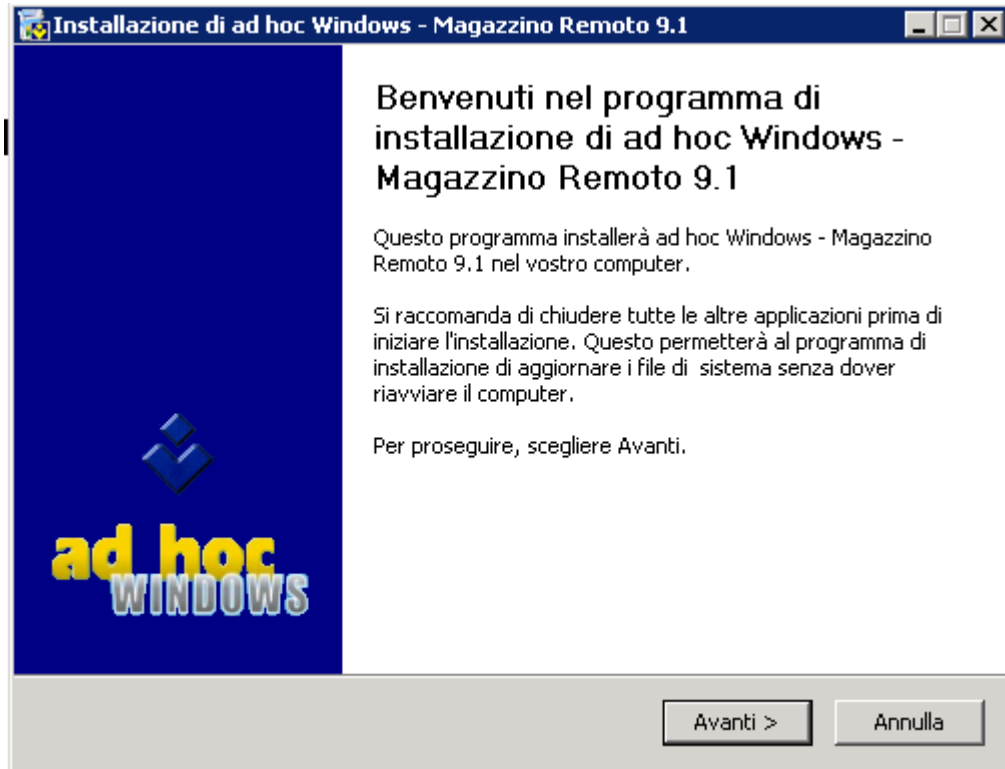 Installazione di ad hoc Windows - Magazzino Remoto 9.1
Benvenuti nel programma di
installazione di ad hoc Windows -
Magazzino Remoto 9.1
Questo programma installerà ad hoc Windows - Magazzino
Remoto 9.1 nel vostro computer.
Si raccomanda di chiudere tutte le altre applicazioni prima di
iniziare l'installazione. Questo permetterà al programma di
installazione di aggiornare i file di  sistema senza dover
riavviare il computer.
Per proseguire, scegliere Avanti.
ad hoc
WINDOWS
Avanti >
Annulla